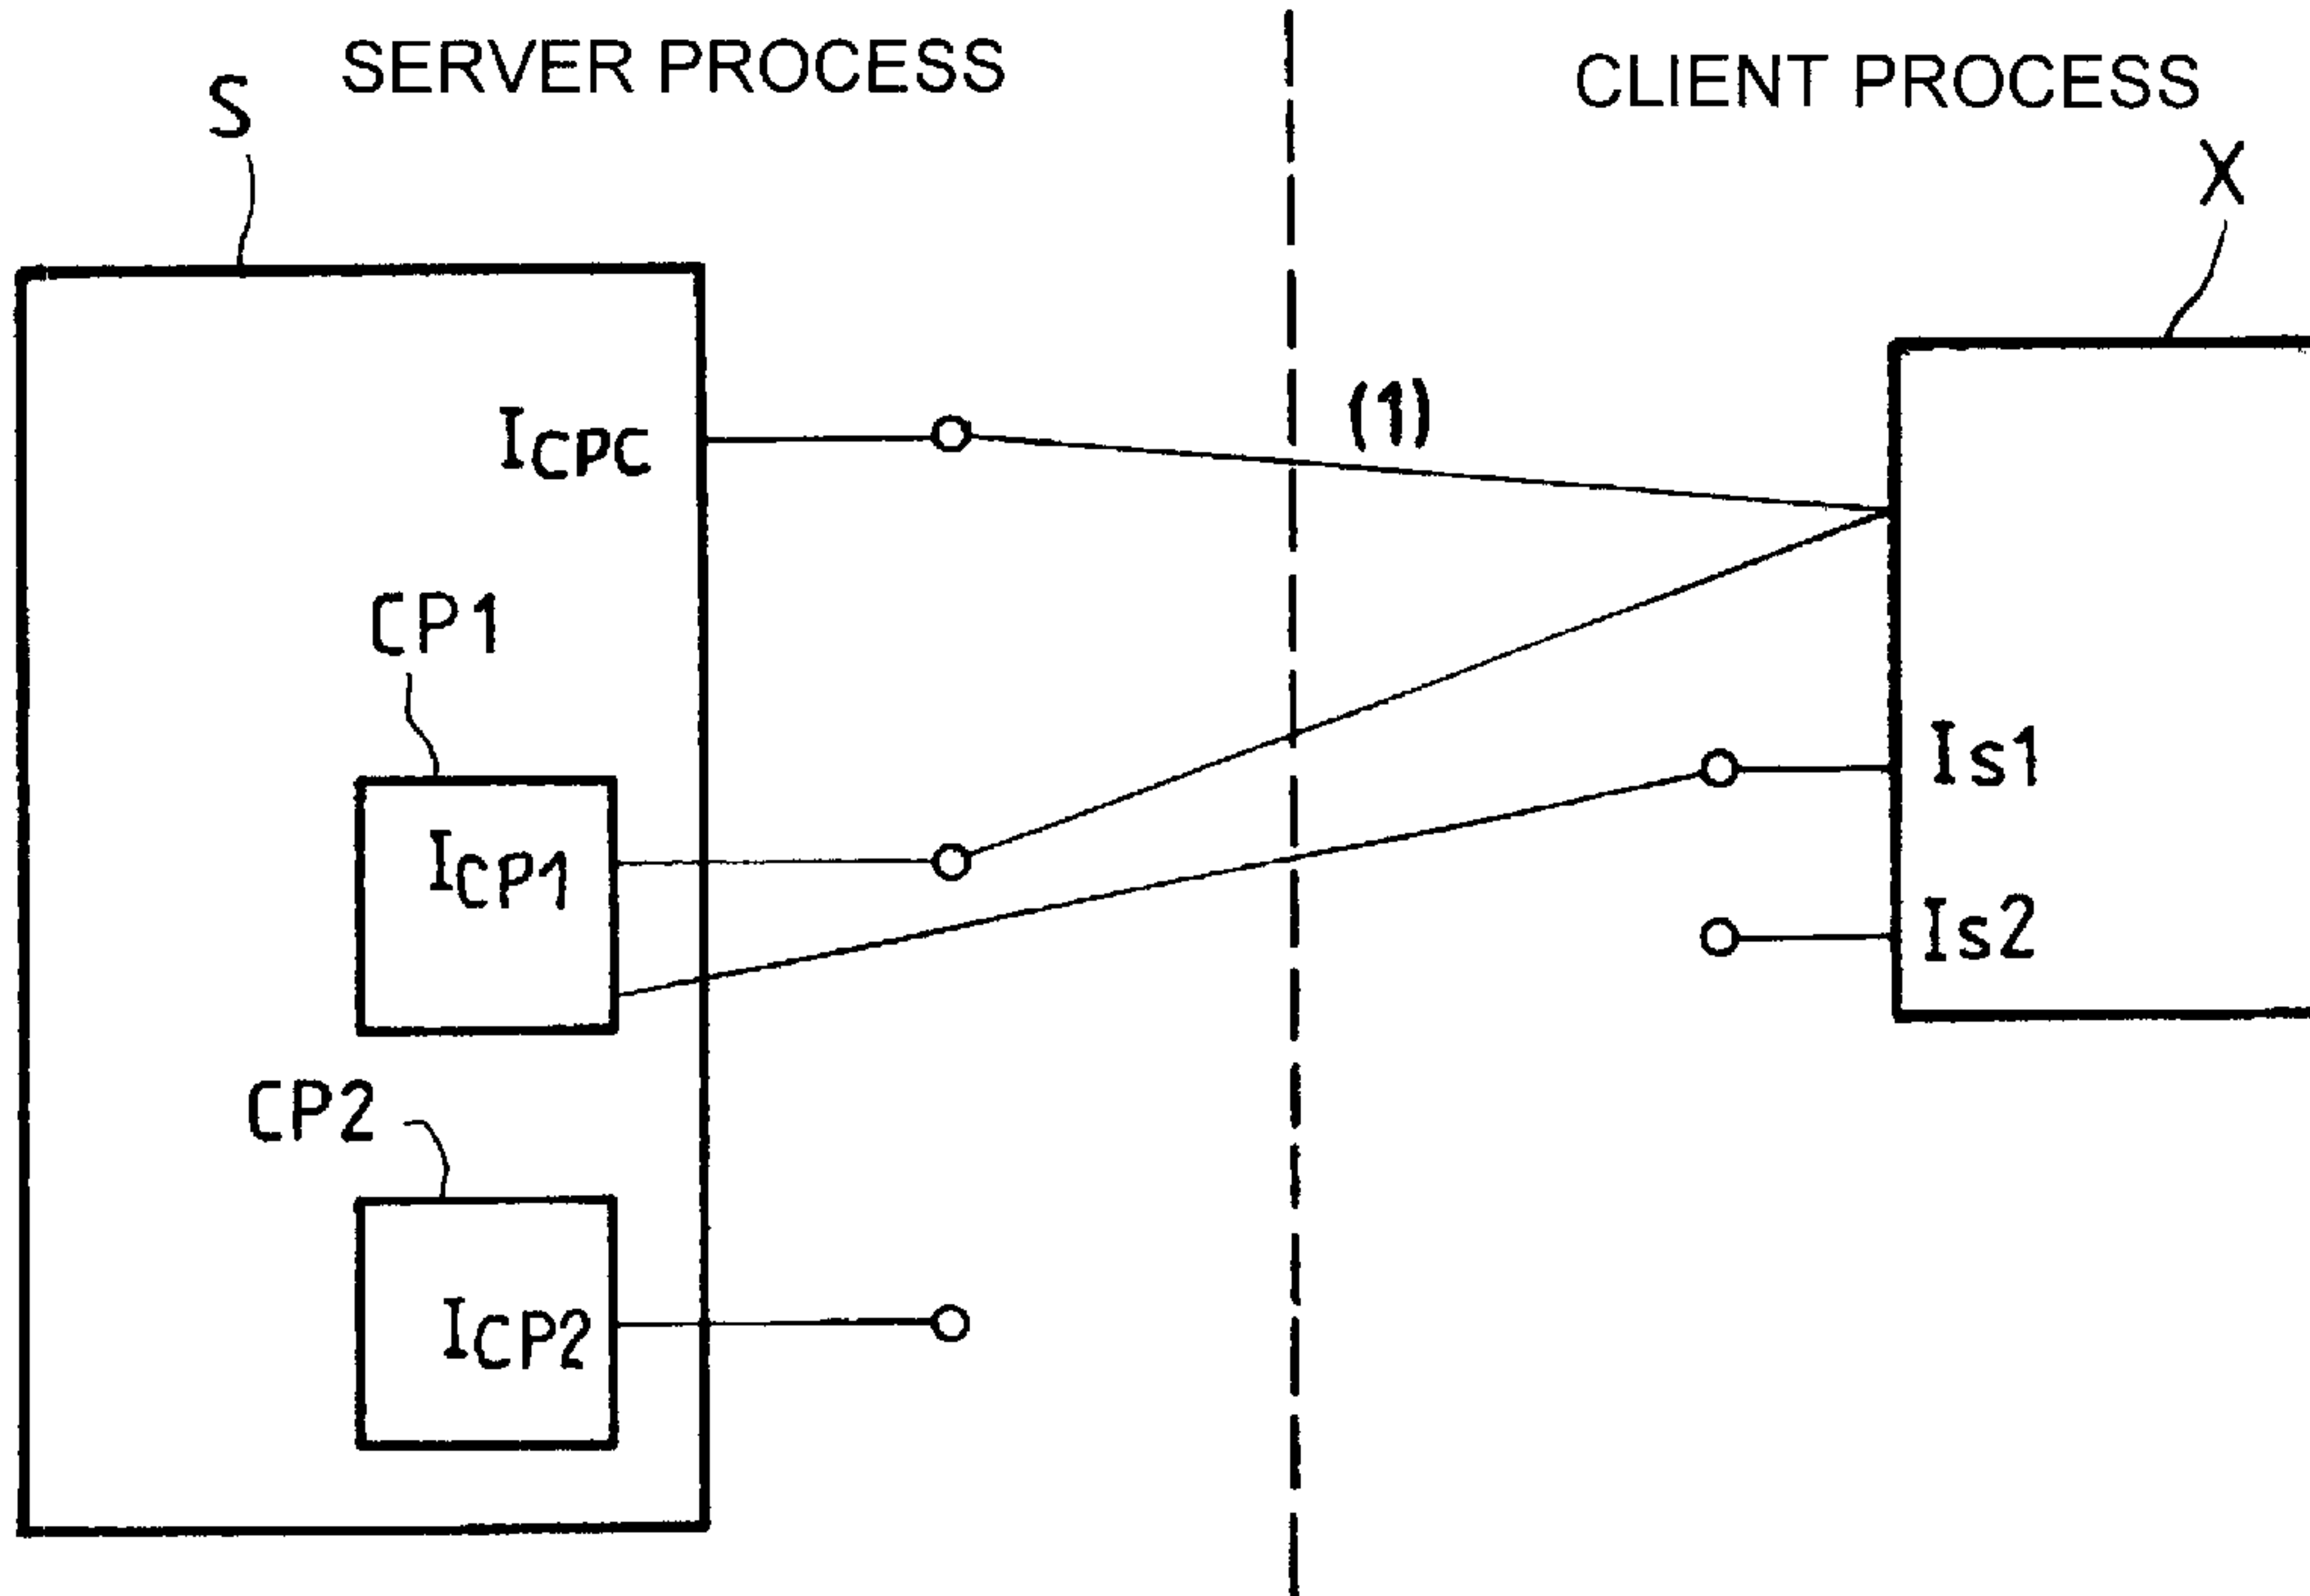 SERVER PROCESS
CLIENT PROCESS
S
X
ICPC
(1)
CP1
Is1
ICP1
Is2
CP2
ICP2